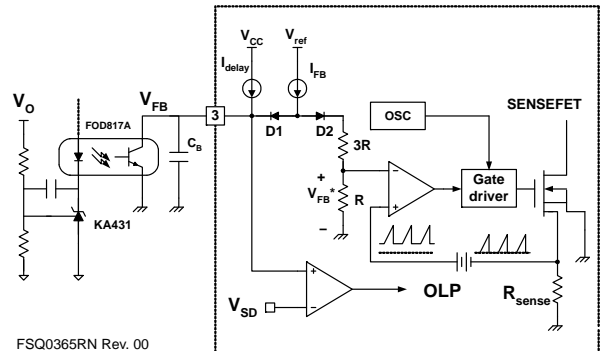 V_CC V_ref
I_delay I_FB
V_O
V_FB
3
FOD817A
D1 D2
C_B
3R
OSC
SENSEFET
+
V_FB*
R
−
−
+
Gate driver
KA431
+
−
V_SD
OLP
R_sense
FSQ0365RN Rev. 00